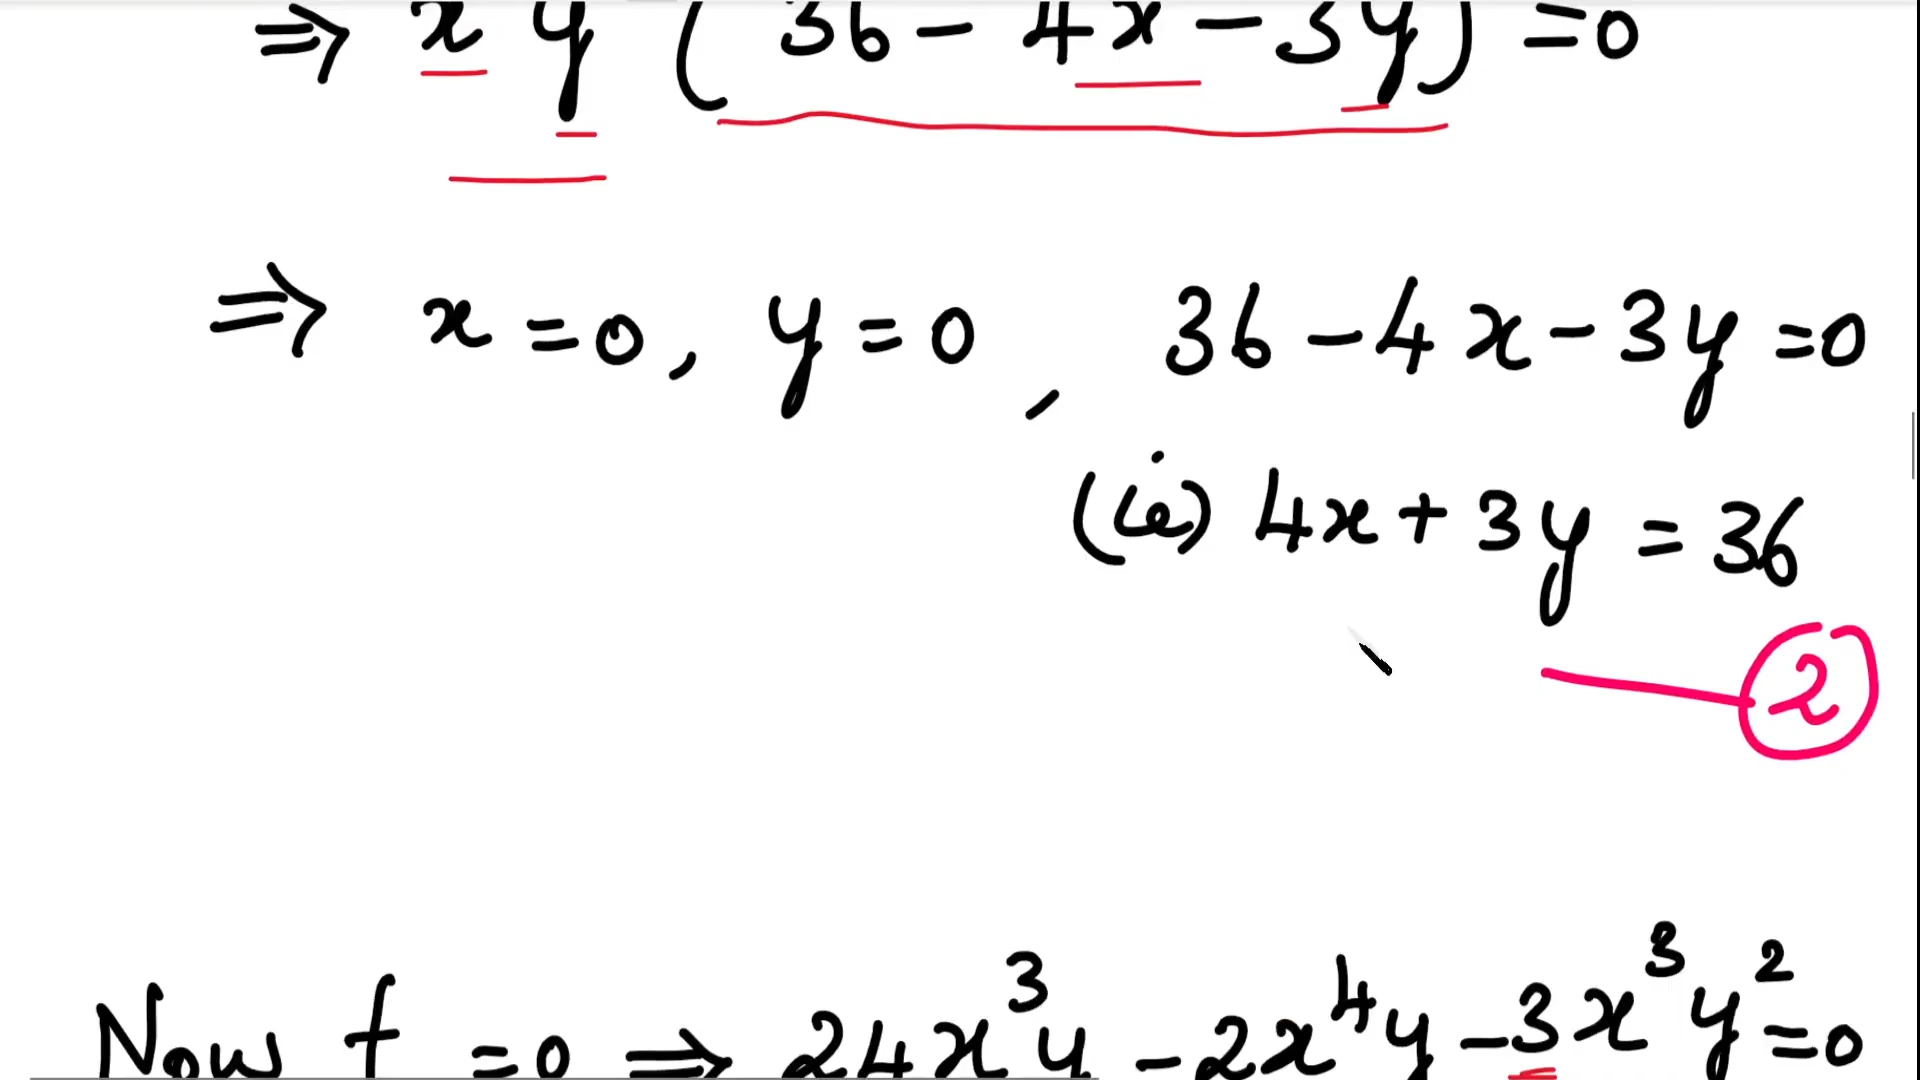 ⇒ x y (36 - 4x - 3y) = 0
⇒ x = 0, y = 0, 36 - 4x - 3y = 0
(ie) 4x + 3y = 36
2
Now f = 0 ⇒ 24x³y - 2x⁴y - 3x³y² = 0